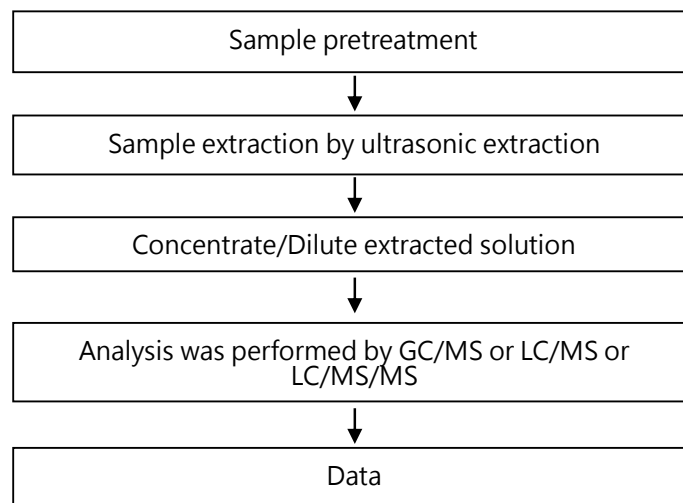 Sample pretreatment
Sample extraction by ultrasonic extraction
Concentrate/Dilute extracted solution
Analysis was performed by GC/MS or LC/MS or
LC/MS/MS
Data